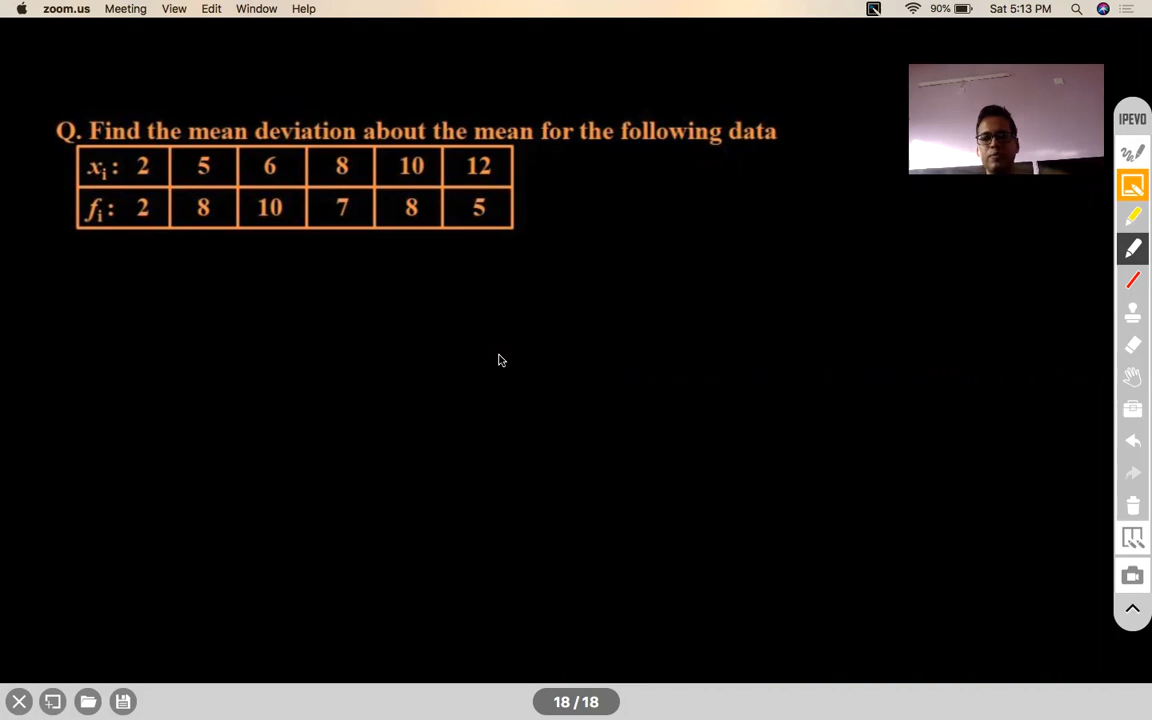 zoom.us Meeting View Edit Window Help 90% Sat 5:13 PM
Q. Find the mean deviation about the mean for the following data
xi: 2 5 6 8 10 12
fi: 2 8 10 7 8 5
IPEVO
18 / 18